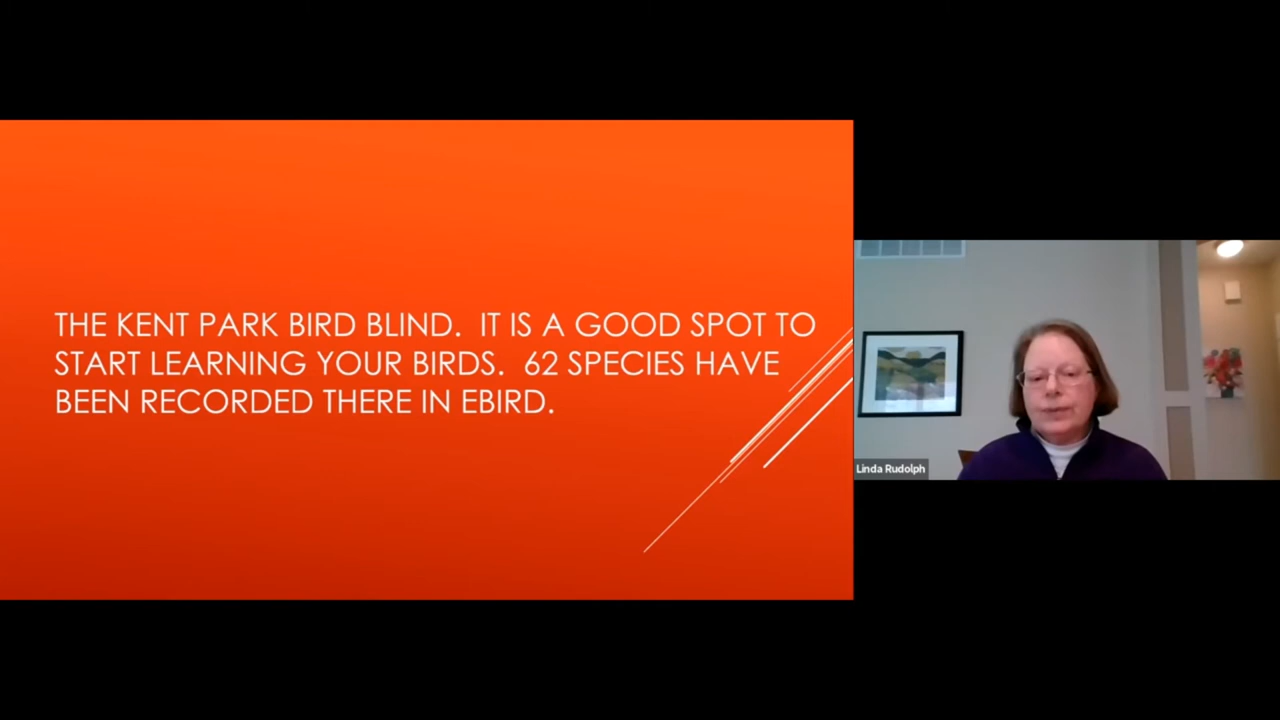 THE KENT PARK BIRD BLIND.  IT IS A GOOD SPOT TO
START LEARNING YOUR BIRDS.  62 SPECIES HAVE
BEEN RECORDED THERE IN EBIRD.
Linda Rudolph